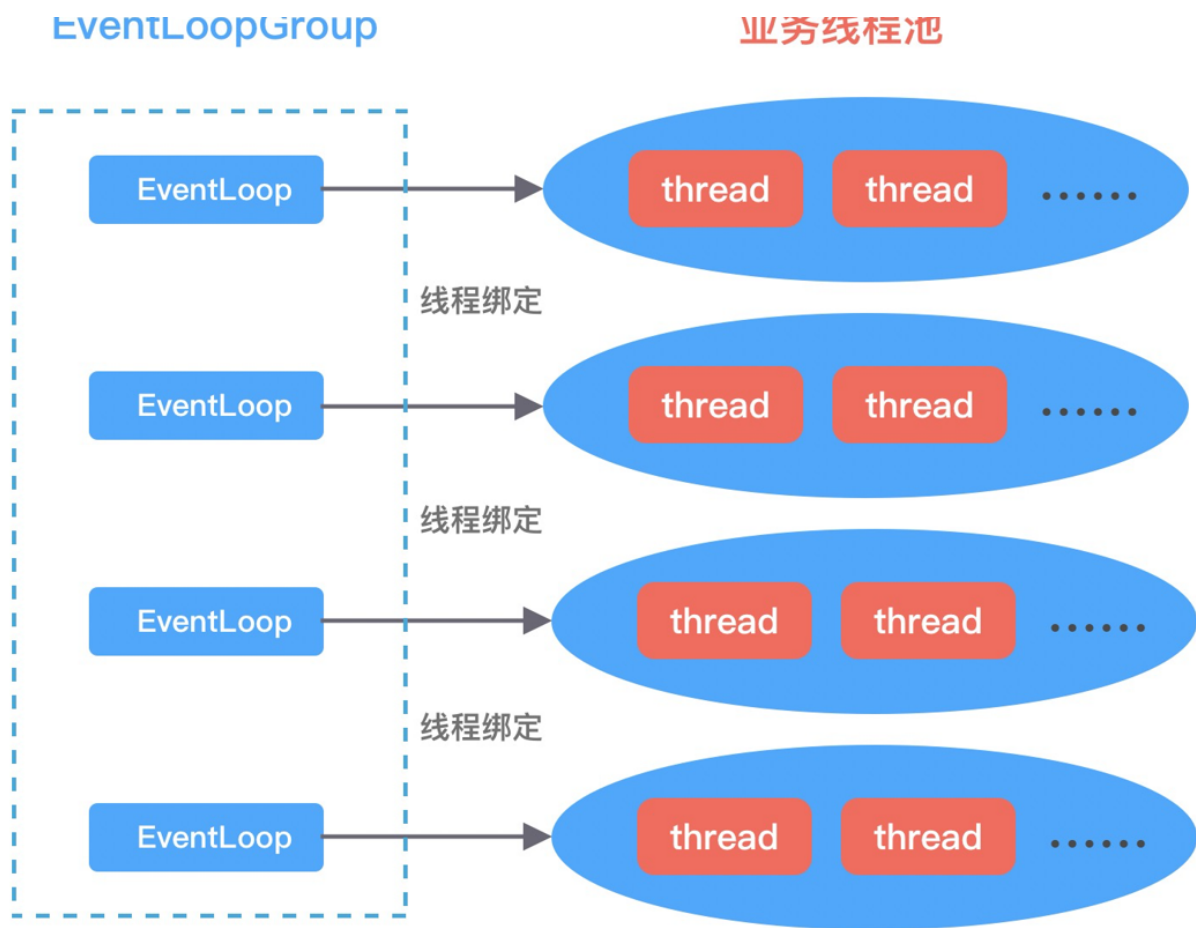 EventLoopGroup
业务线程池
EventLoop
thread
thread
......
线程绑定
EventLoop
thread
thread
......
线程绑定
EventLoop
thread
thread
......
线程绑定
EventLoop
thread
thread
......